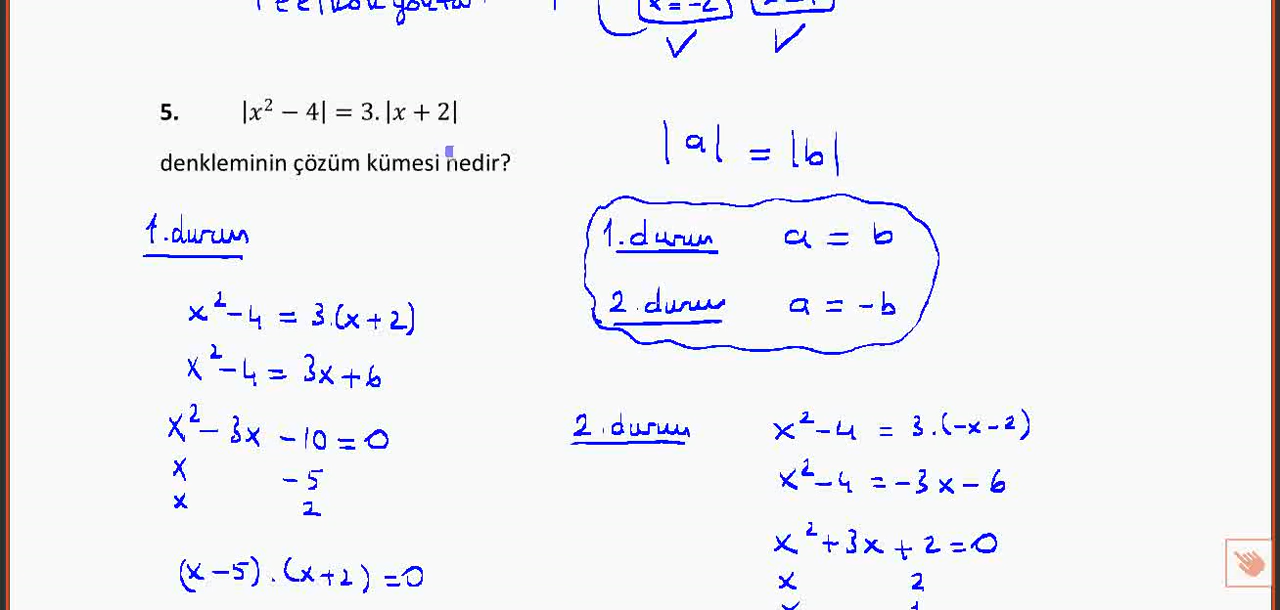 x = -2
5. |x² − 4| = 3. |x + 2|
denkleminin çözüm kümesi nedir?
|a| = |b|
1. durum a = b
2. durum a = -b
1. durum
x² - 4 = 3.(x + 2)
x² - 4 = 3x + 6
x² - 3x - 10 = 0
x -5
x 2
(x - 5) . (x + 2) = 0
2. durum x² - 4 = 3.(-x - 2)
x² - 4 = -3x - 6
x² + 3x + 2 = 0
x 2